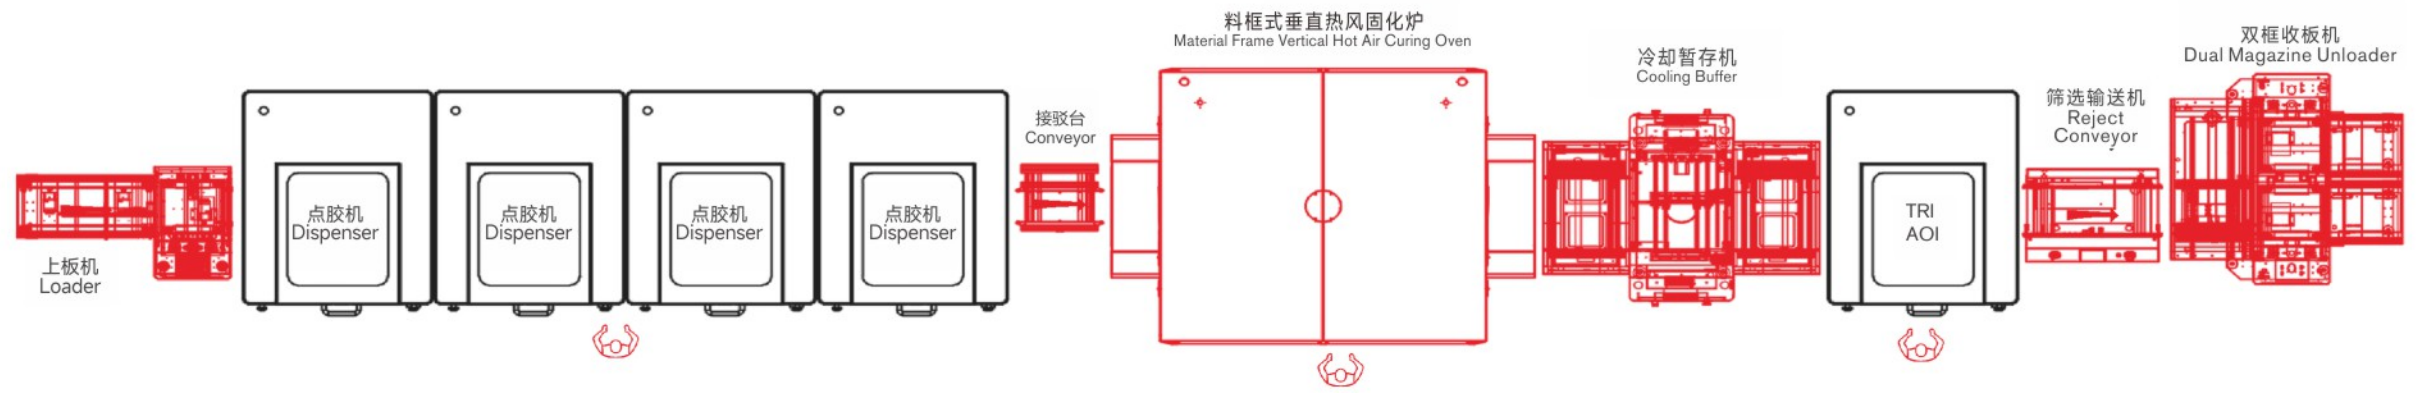 上板机
Loader
点胶机
Dispenser
点胶机
Dispenser
点胶机
Dispenser
点胶机
Dispenser
接驳台
Conveyor
料框式垂直热风固化炉
Material Frame Vertical Hot Air Curing Oven
冷却暂存机
Cooling Buffer
TRI
AOI
筛选输送机
Reject
Conveyor
双框收板机
Dual Magazine Unloader